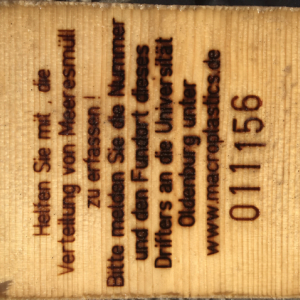 Helfen Sie mit, die
Verteilung von Meeresmüll
zu erfassen!
Bitte melden Sie die Nummer
und den Fundort dieses
Drifters an die Universität
Oldenburg unter
www.macroplastics.de
011156